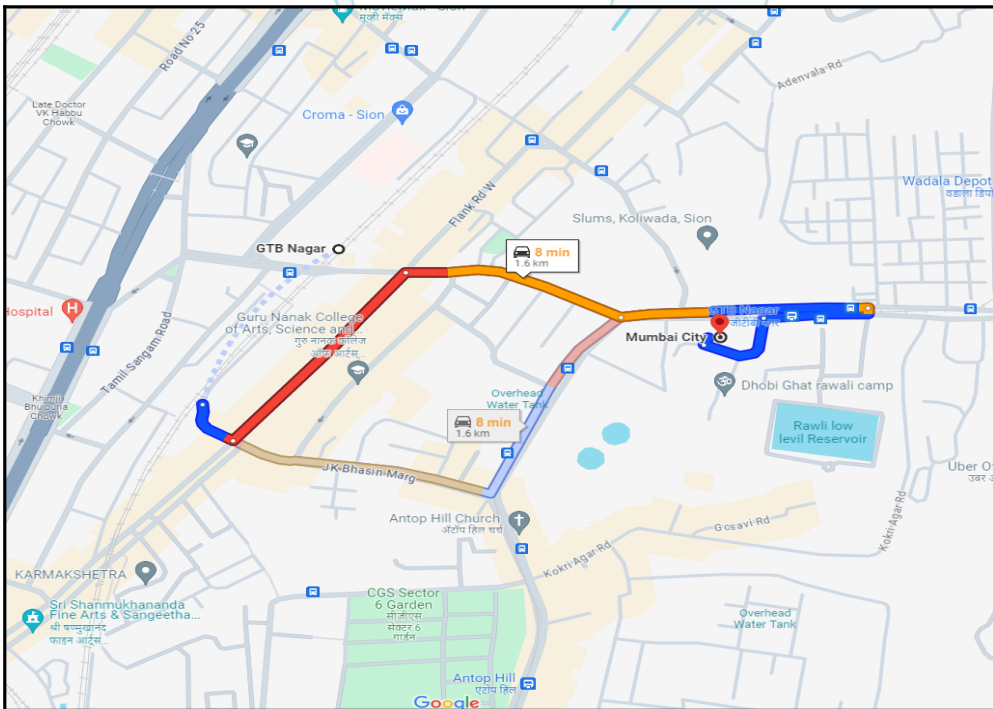 मूव्ही मॅक्स
Road No 25
Adenvala Rd
Late Doctor
VK Habbu
Chowk
Croma - Sion
Wadala Depot
वडाळा डिपो
Flank Rd W
Slums, Koliwada, Sion
GTB Nagar
8 min
1.6 km
Hospital
Guru Nanak College
of Arts, Science and...
गुरु नानक कॉलेज
ऑफ आर्ट्स...
GTB Nagar
जीटीबी नगर
Mumbai City
Tamil Sangam Road
Khimji
Chowk
Dhobi Ghat rawali camp
Overhead
Water Tank
8 min
1.6 km
Rawli low
levil Reservoir
JK Bhasin Marg
Uber O
उबर
Antop Hill Church
अँटॉप हिल चर्च
Gosavi Rd
Kokri Agar Rd
Kokri Agar Rd
KARMAKSHETRA
CGS Sector
6 Garden
सीजीएस
सेक्टर 6
गार्डन
Sri Shanmukhananda
Fine Arts & Sangeetha...
श्री षण्मुखानंद
फाइन आर्ट्स...
Overhead
Water Tank
Antop Hill
एंटॉप हिल
Google